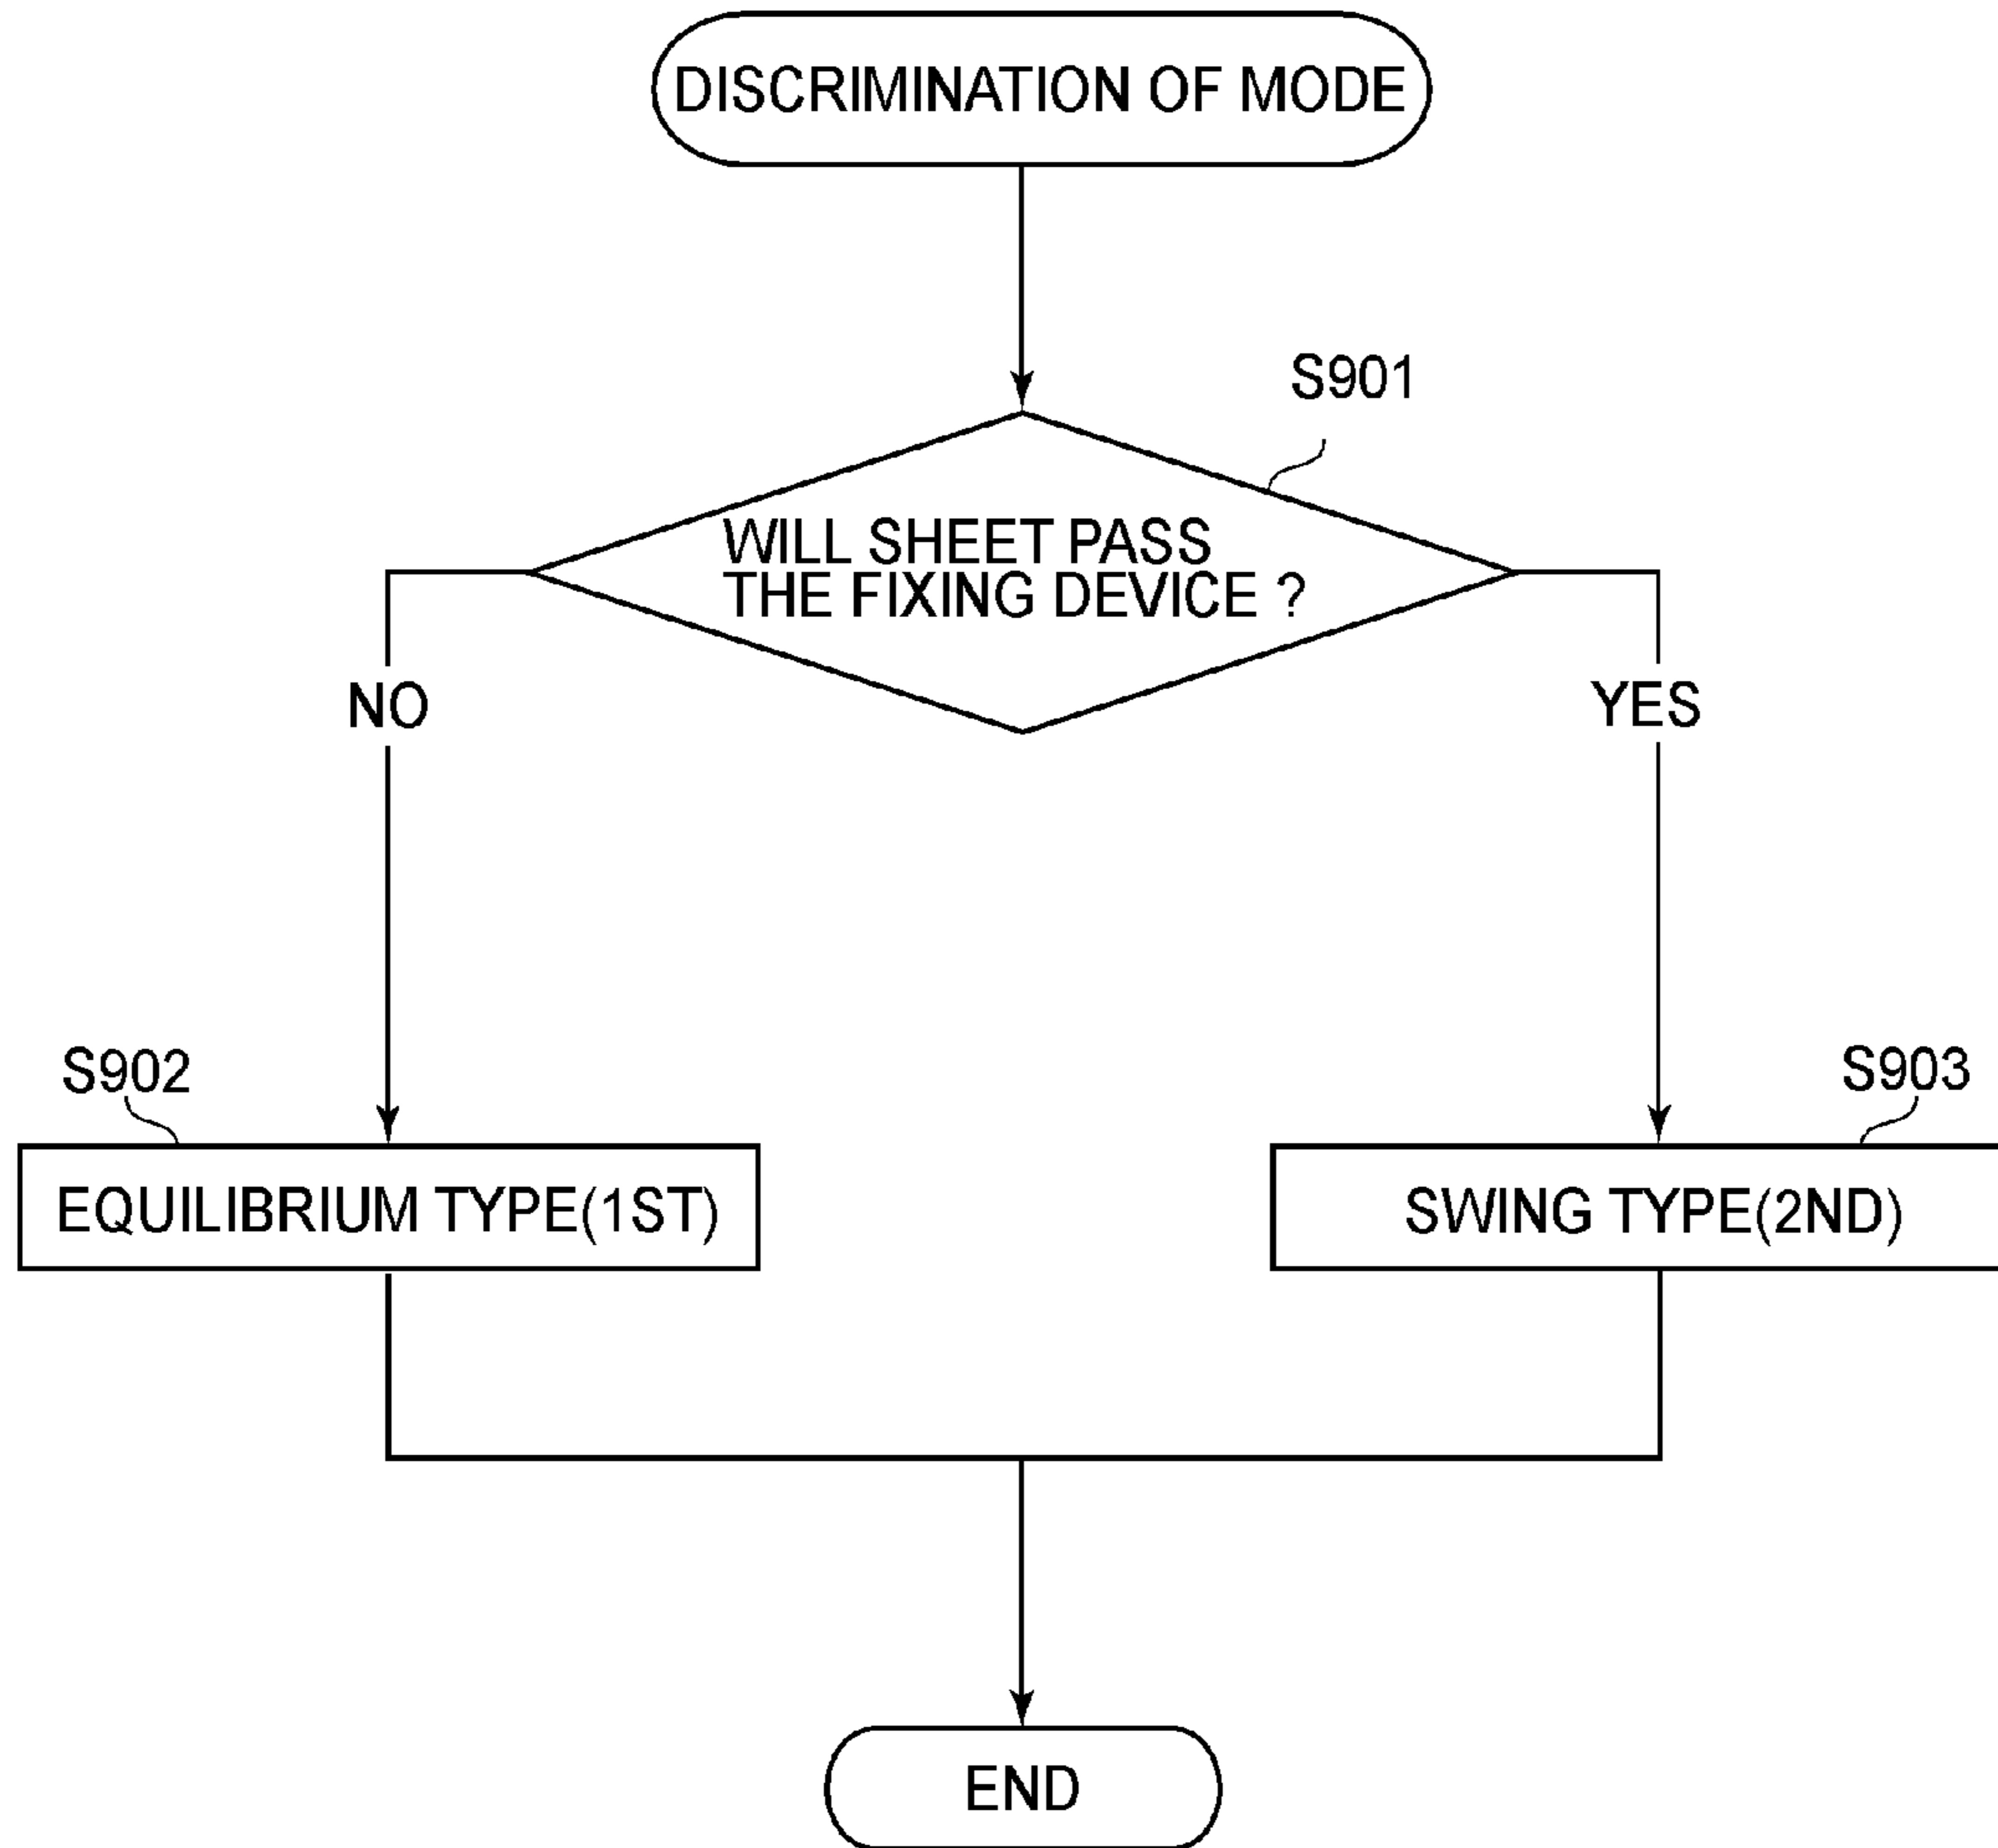 DISCRIMINATION OF MODE
S901
WILL SHEET PASS
THE FIXING DEVICE ?
NO
YES
S902
S903
EQUILIBRIUM TYPE(1ST)
SWING TYPE(2ND)
END